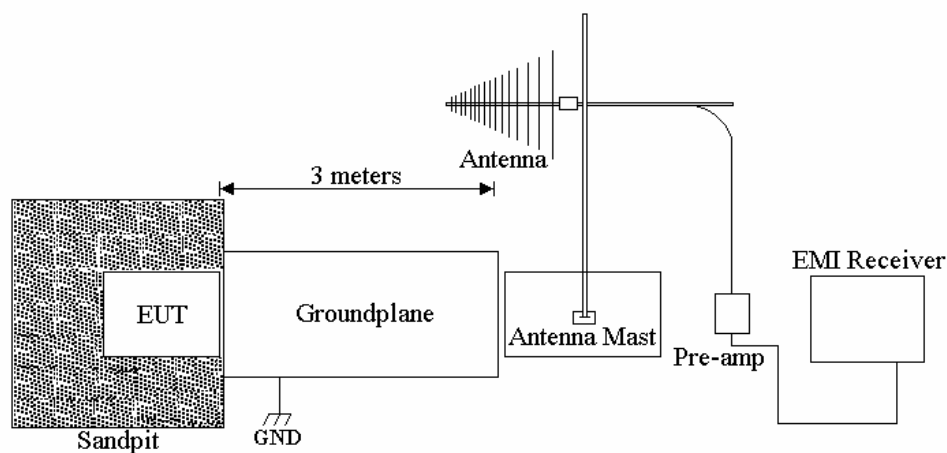 Antenna
3 meters
EMI Receiver
EUT
Groundplane
Antenna Mast
Pre-amp
GND
Sandpit